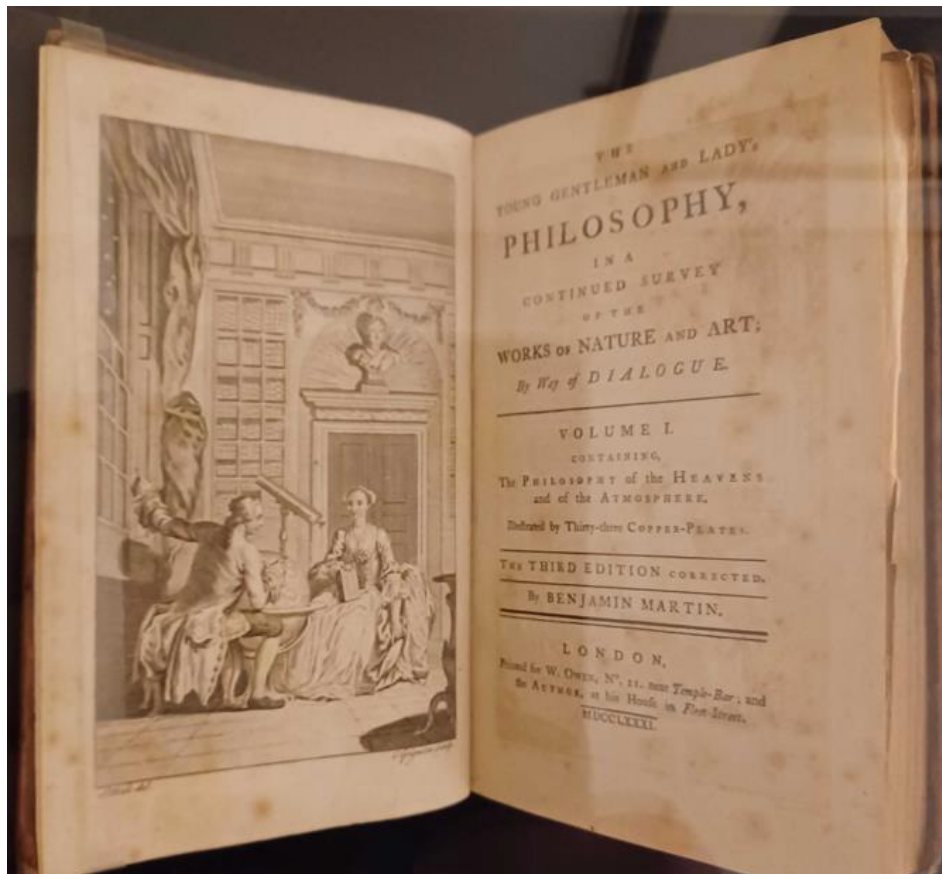 THE
YOUNG GENTLEMAN AND LADY's
PHILOSOPHY,
IN A
CONTINUED SURVEY
OF THE
WORKS OF NATURE AND ART;
By Way of DIALOGUE.
VOLUME I.
CONTAINING,
The PHILOSOPHY of the HEAVENS
and of the ATMOSPHERE.
Illustrated by Thirty-three COPPER-PLATES.
THE THIRD EDITION CORRECTED.
By BENJAMIN MARTIN.
LONDON,
Printed for W. OWEN, No. 11. near Temple-Bar; and
the AUTHOR, at his House in Fleet-Street.
MDCCLXXXI.